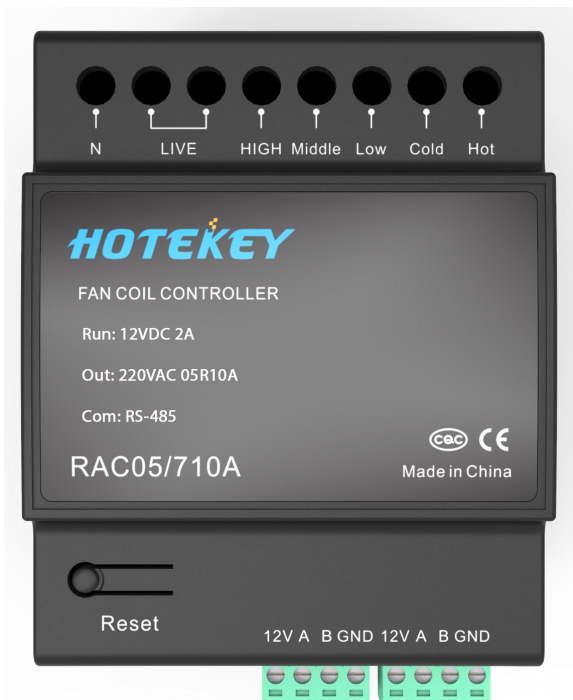 N LIVE HIGH Middle Low Cold Hot
HOTEKEY
FAN COIL CONTROLLER
Run: 12VDC 2A
Out: 220VAC 05R10A
Com: RS-485
CQC CE
RAC05/710A
Made in China
Reset
12V A B GND 12V A B GND